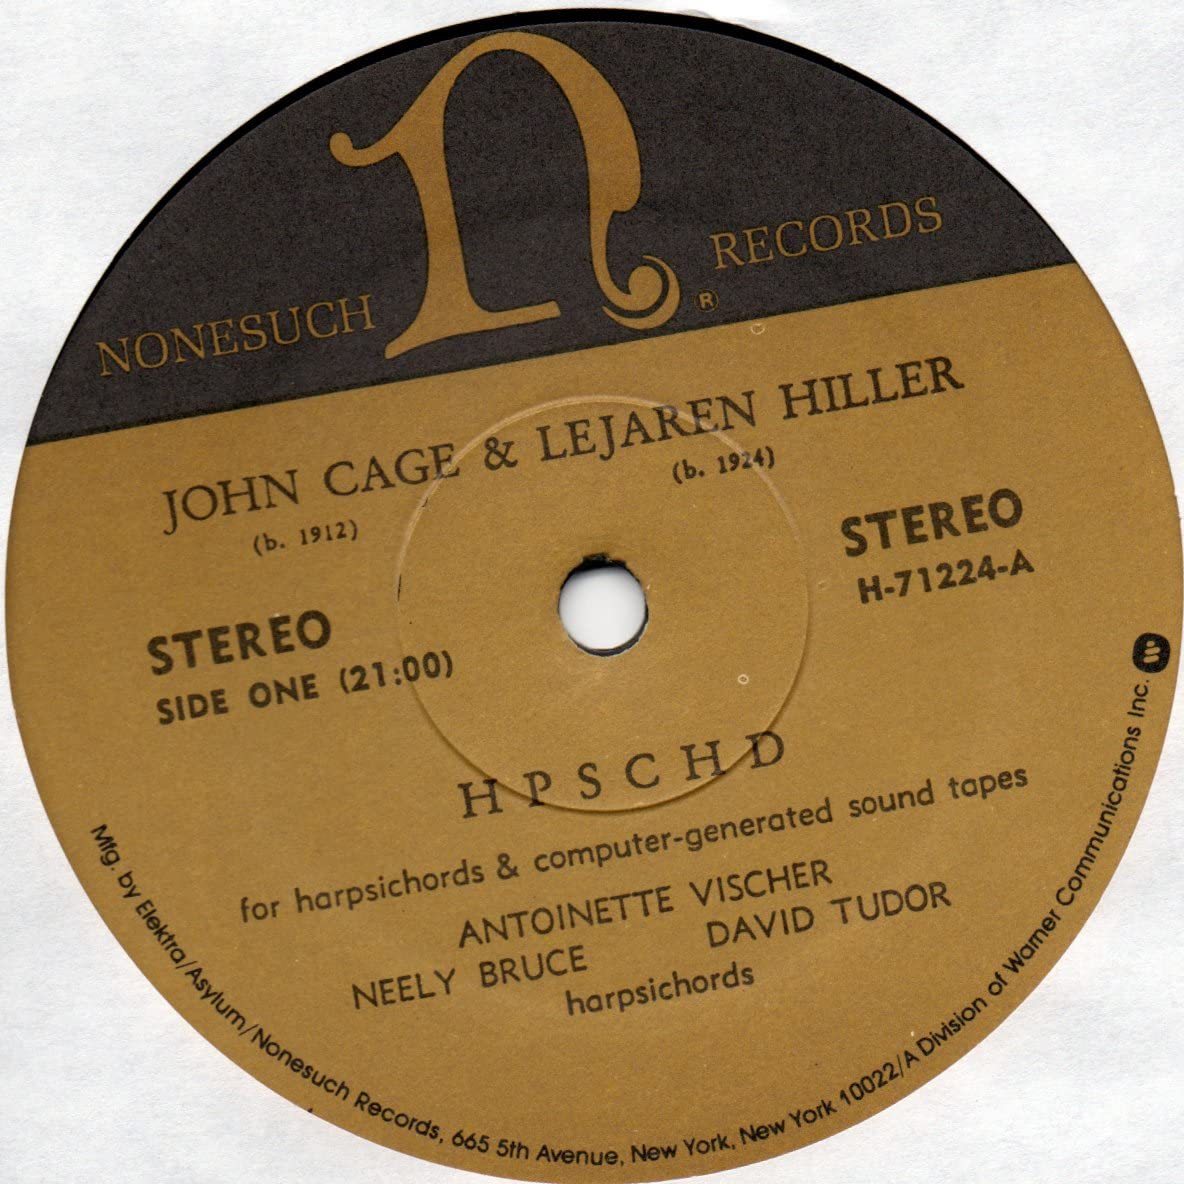 NONESUCH n® RECORDS
JOHN CAGE & LEJAREN HILLER
(b. 1912) (b. 1924)
STEREO
H-71224-A
STEREO
SIDE ONE (21:00)
HPSCHD
for harpsichords & computer-generated sound tapes
ANTOINETTE VISCHER
NEELY BRUCE DAVID TUDOR
harpsichords
Mfg. by Elektra/Asylum/Nonesuch Records, 665 5th Avenue, New York, New York 10022/A Division of Warner Communications Inc.